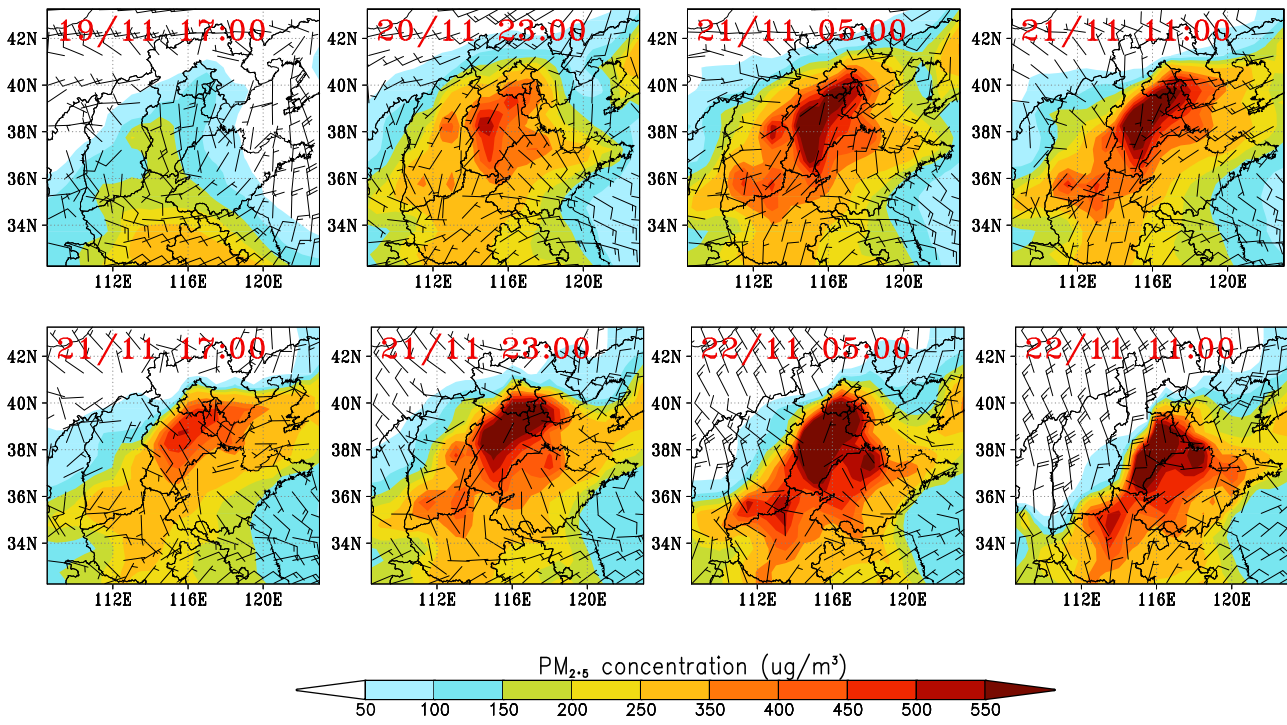 19/11 17:00 20/11 23:00 21/11 05:00 21/11 11:00
42N 42N 42N 42N
40N 40N 40N 40N
38N 38N 38N 38N
36N 36N 36N 36N
34N 34N 34N 34N
112E 116E 120E 112E 116E 120E 112E 116E 120E 112E 116E 120E
21/11 17:00 21/11 23:00 22/11 05:00 22/11 11:00
42N 42N 42N 42N
40N 40N 40N 40N
38N 38N 38N 38N
36N 36N 36N 36N
34N 34N 34N 34N
112E 116E 120E 112E 116E 120E 112E 116E 120E 112E 116E 120E
PM₂.₅ concentration (ug/m³)
50 100 150 200 250 350 400 450 500 550